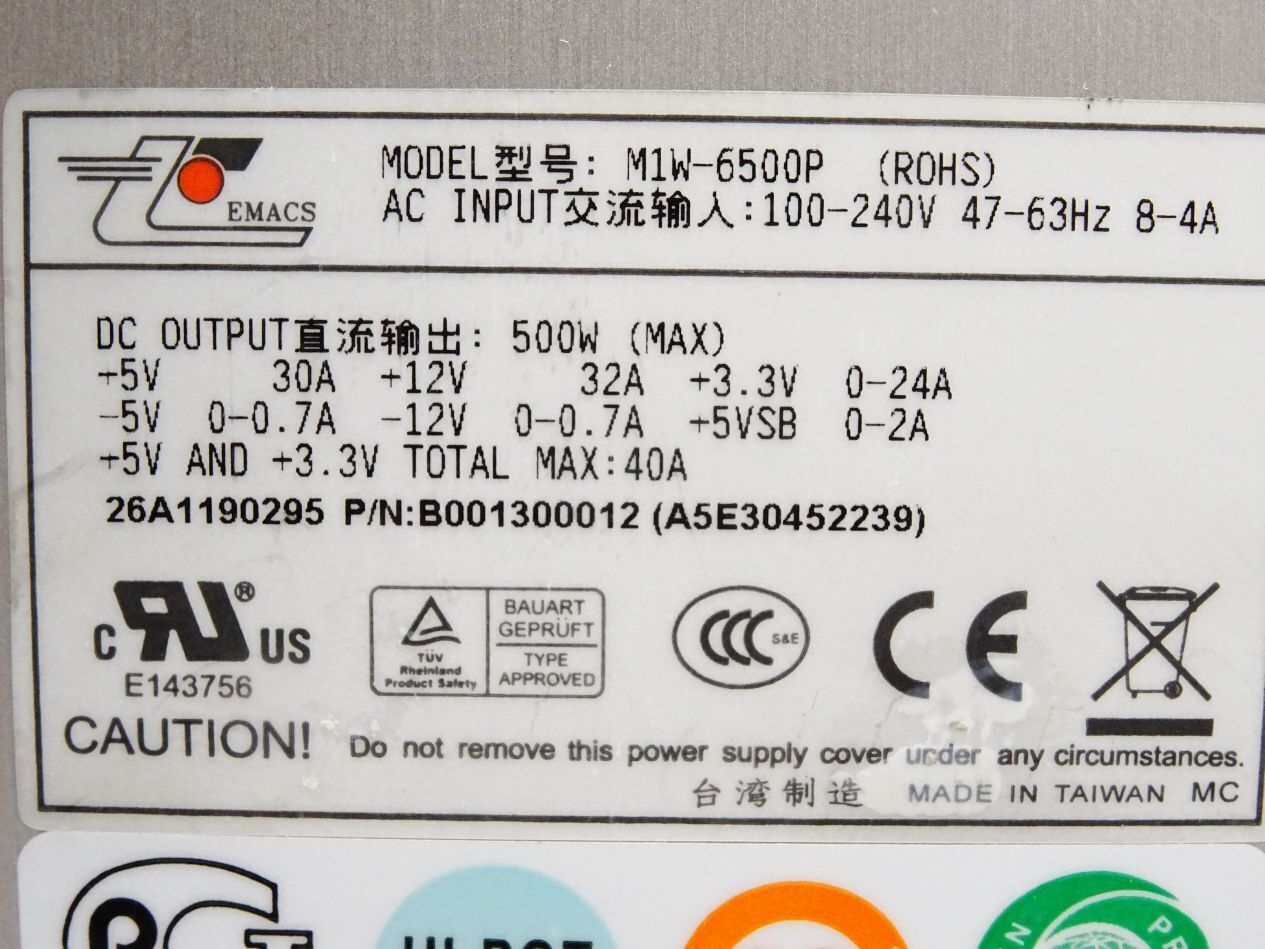 EMACS
MODEL型号: M1W-6500P (ROHS)
AC INPUT交流输入:100-240V 47-63Hz 8-4A
DC OUTPUT直流输出: 500W (MAX)
+5V 30A +12V 32A +3.3V 0-24A
-5V 0-0.7A -12V 0-0.7A +5VSB 0-2A
+5V AND +3.3V TOTAL MAX:40A
26A1190295 P/N:B001300012 (A5E30452239)
C RU® US
E143756
TÜV
Rheinland
Product Safety
BAUART
GEPRÜFT
TYPE
APPROVED
CCC S&E
CE
CAUTION! Do not remove this power supply cover under any circumstances.
台湾制造 MADE IN TAIWAN MC